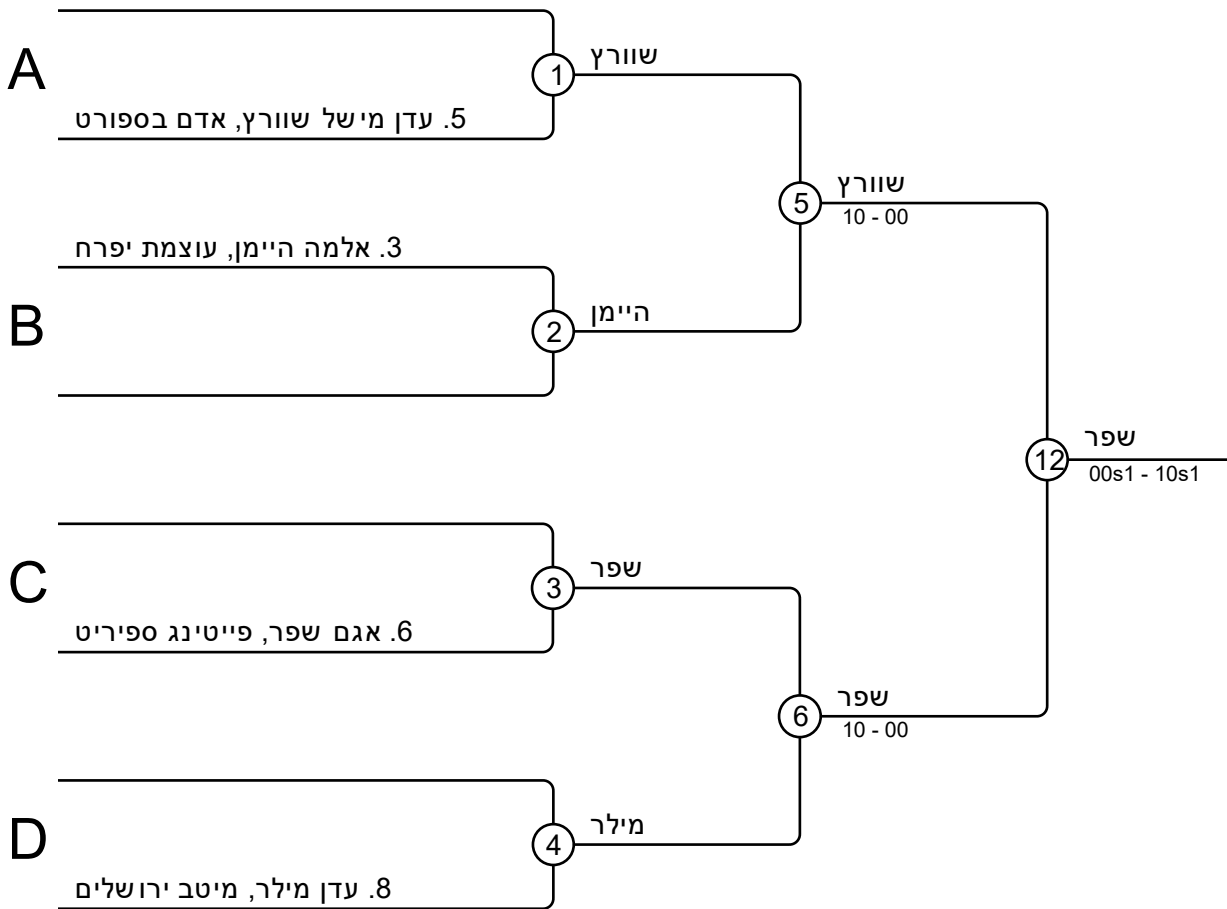 A
1
שוורץ
5. עדן מישל שוורץ, אדם בספורט
5
שוורץ
10 - 00
3. אלמה היימן, עוצמת יפרח
B
2
היימן
12
שפר
00s1 - 10s1
C
3
שפר
6. אגם שפר, פייטינג ספיריט
6
שפר
10 - 00
D
4
מילר
8. עדן מילר, מיטב ירושלים